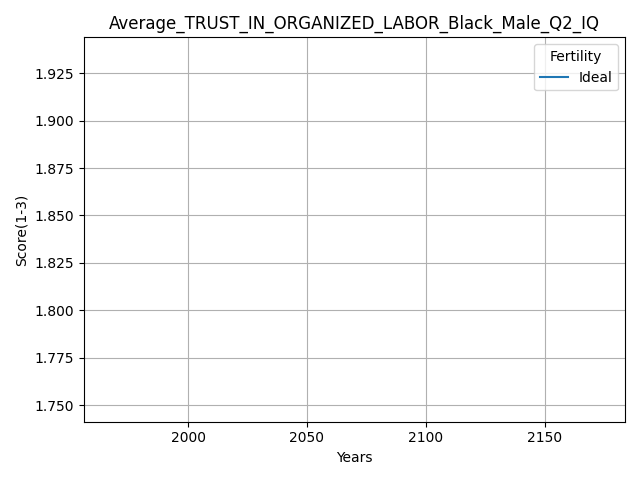 Average_TRUST_IN_ORGANIZED_LABOR_Black_Male_Q2_IQ
Fertility
Ideal
1.925
1.900
1.875
1.850
1.825
1.800
1.775
1.750
Score(1-3)
2000 2050 2100 2150
Years